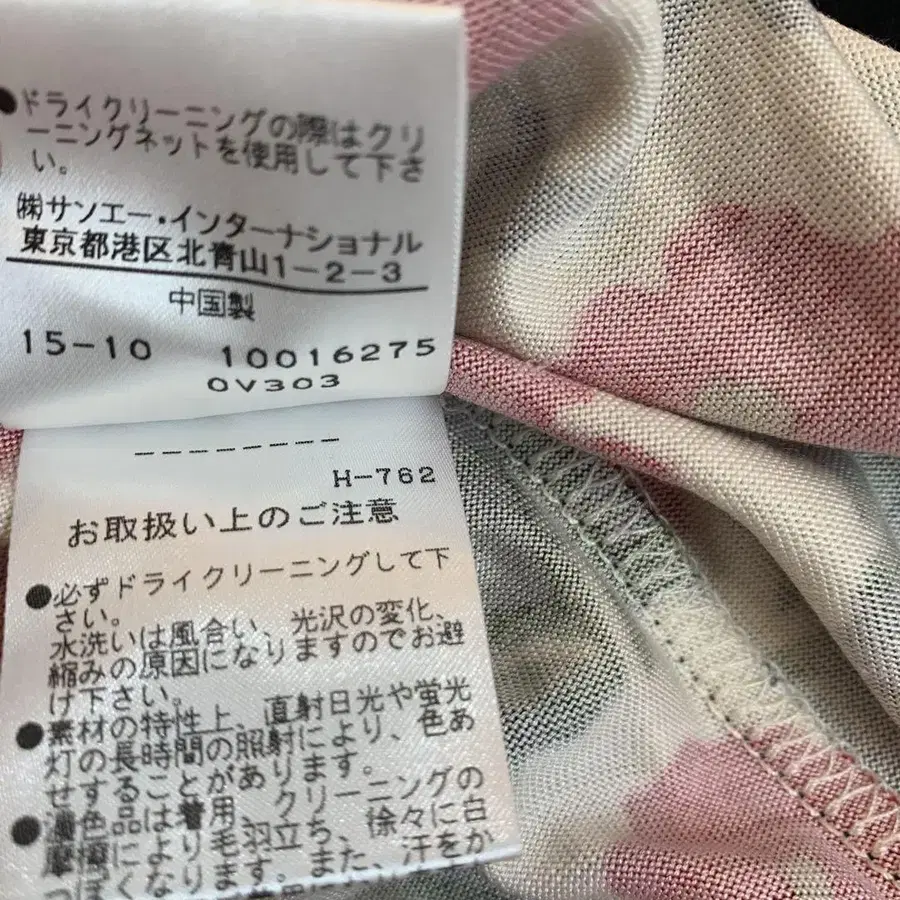 ●ドライクリーニングの際はクリ
ーニングネットを使用して下さ
い。
㈱サンエー・インターナショナル
東京都港区北青山1-2-3
中国製
15-10 10016275
0V303
--------
H-762
お取扱い上のご注意
●必ずドライクリーニングして下
さい。
水洗いは風合い、光沢の変化、
縮みの原因になりますのでお避
け下さい。
●素材の特性上、直射日光や蛍光
灯の長時間の照射により、色あ
せすることがあります。
●濃色品は着用、クリーニングの
摩擦により毛羽立ち、徐々に白
っぽくなります。また、汗をか